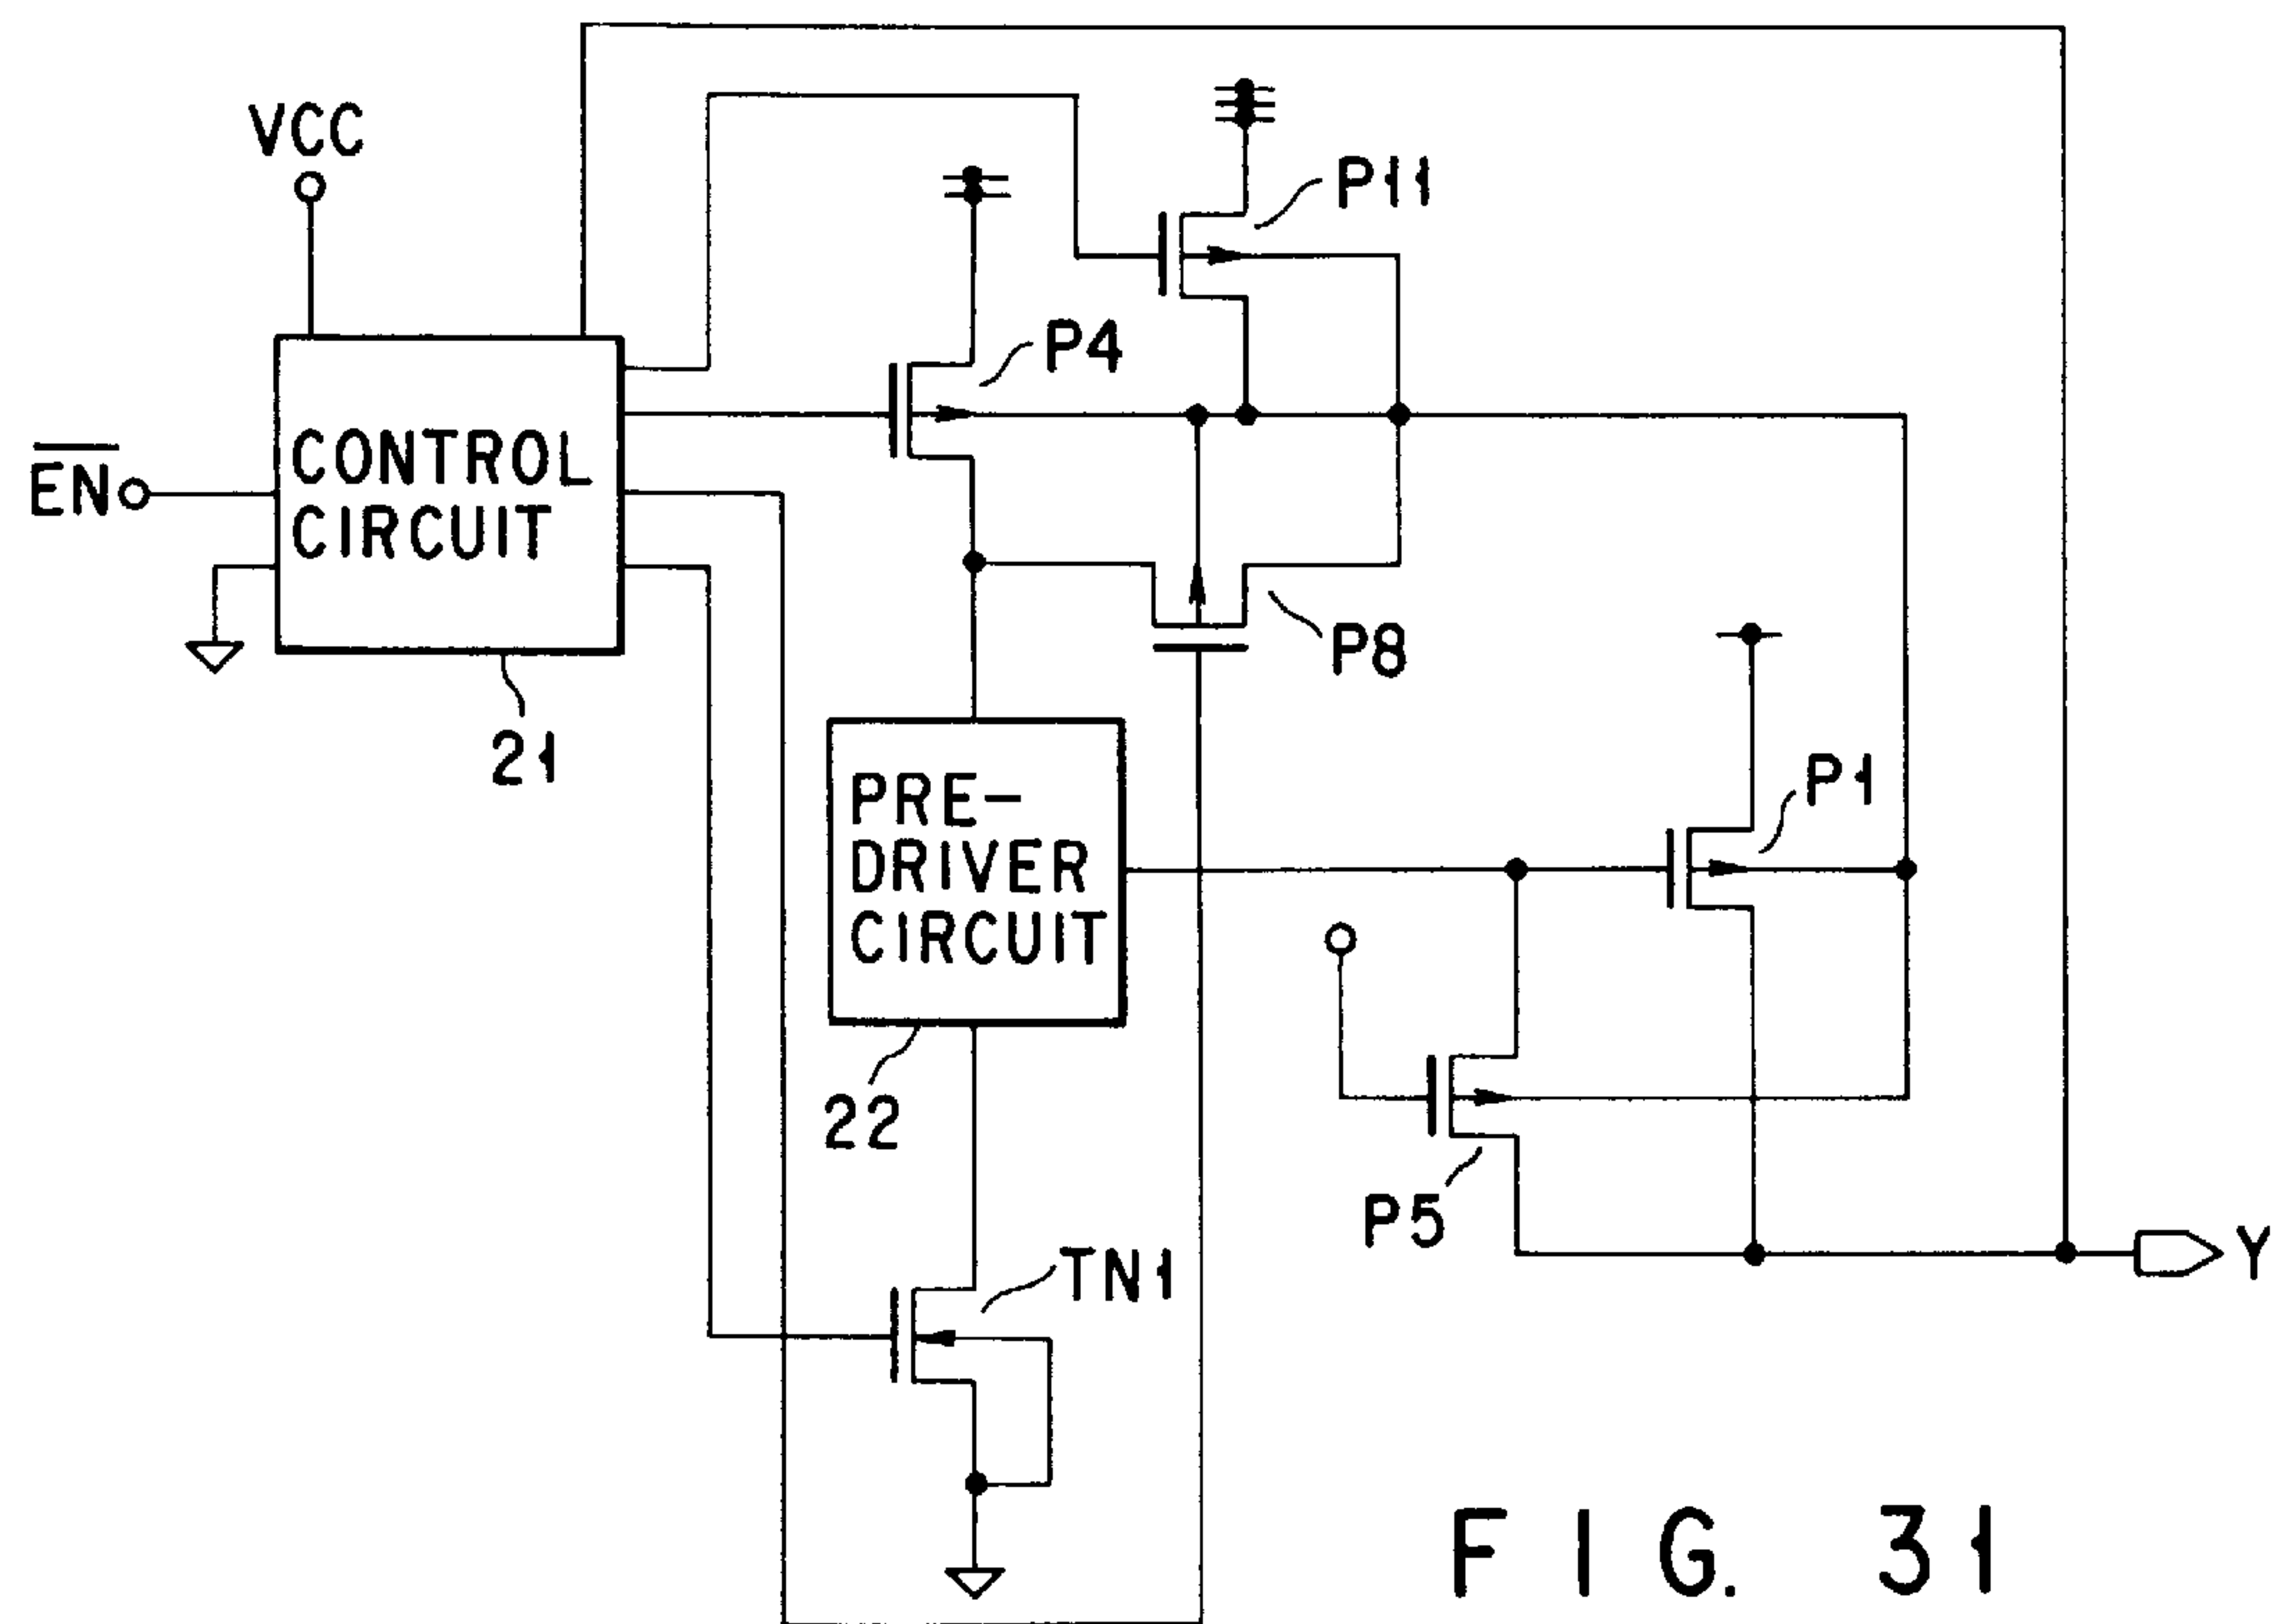 VCC
P11
P4
CONTROL
CIRCUIT
EN
P8
21
PRE-
DRIVER
CIRCUIT
P1
22
P5
TN1
Y
FIG. 31